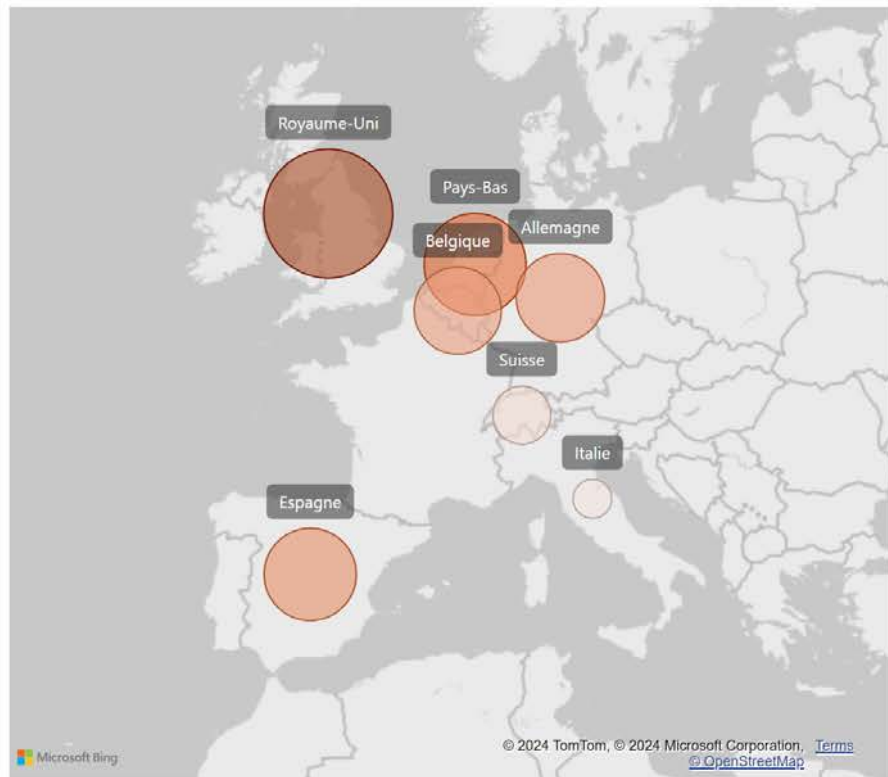 Royaume-Uni
Pays-Bas
Belgique
Allemagne
Suisse
Italie
Espagne
Microsoft Bing
© 2024 TomTom, © 2024 Microsoft Corporation, Terms
© OpenStreetMap